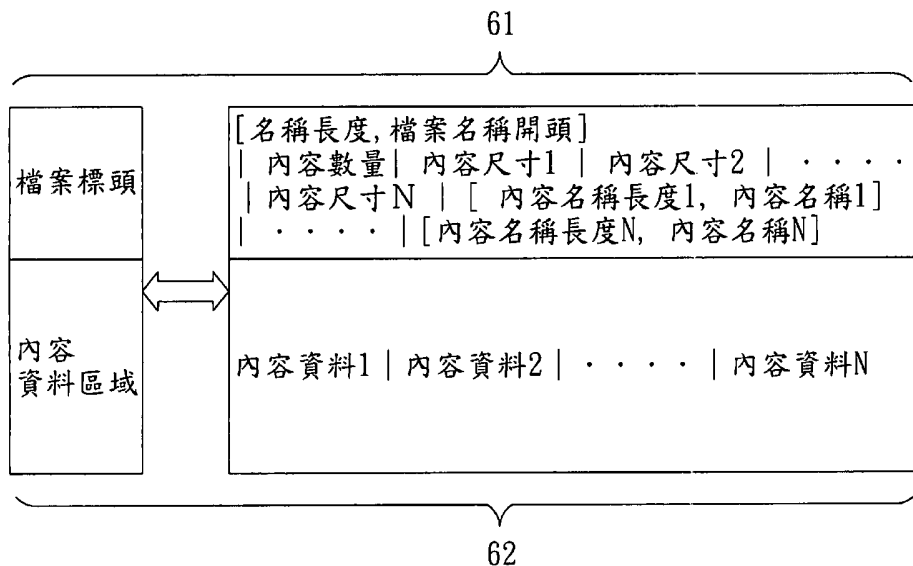 61
檔案標頭
[名稱長度,檔案名稱開頭]
| 內容數量| 內容尺寸1 | 內容尺寸2 | ‧‧‧‧
| 內容尺寸N | [ 內容名稱長度1, 內容名稱1]
| ‧‧‧‧ |[內容名稱長度N, 內容名稱N]
內容
資料區域
內容資料1 | 內容資料2 | ‧‧‧‧ | 內容資料N
62